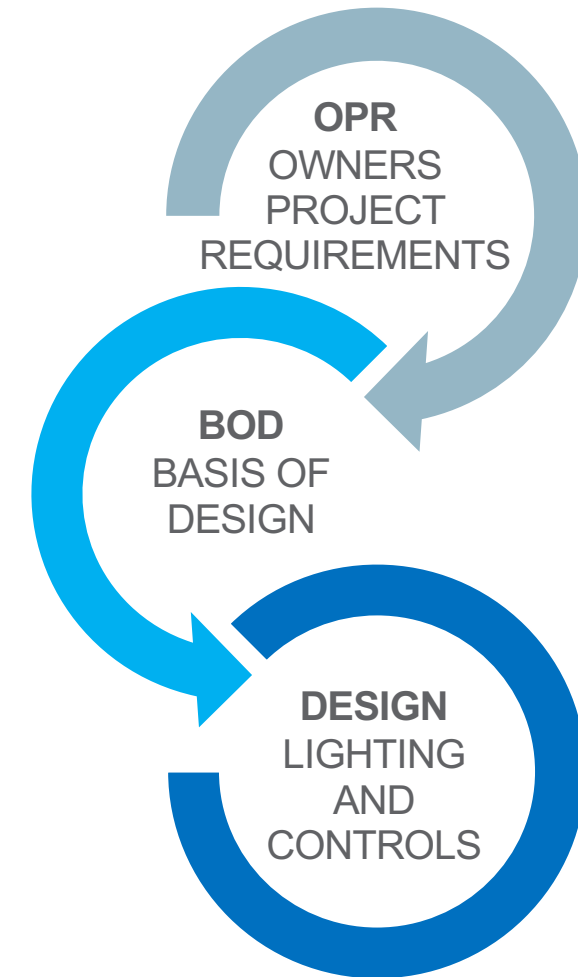 OPR
OWNERS
PROJECT
REQUIREMENTS
BOD
BASIS OF
DESIGN
DESIGN
LIGHTING
AND
CONTROLS